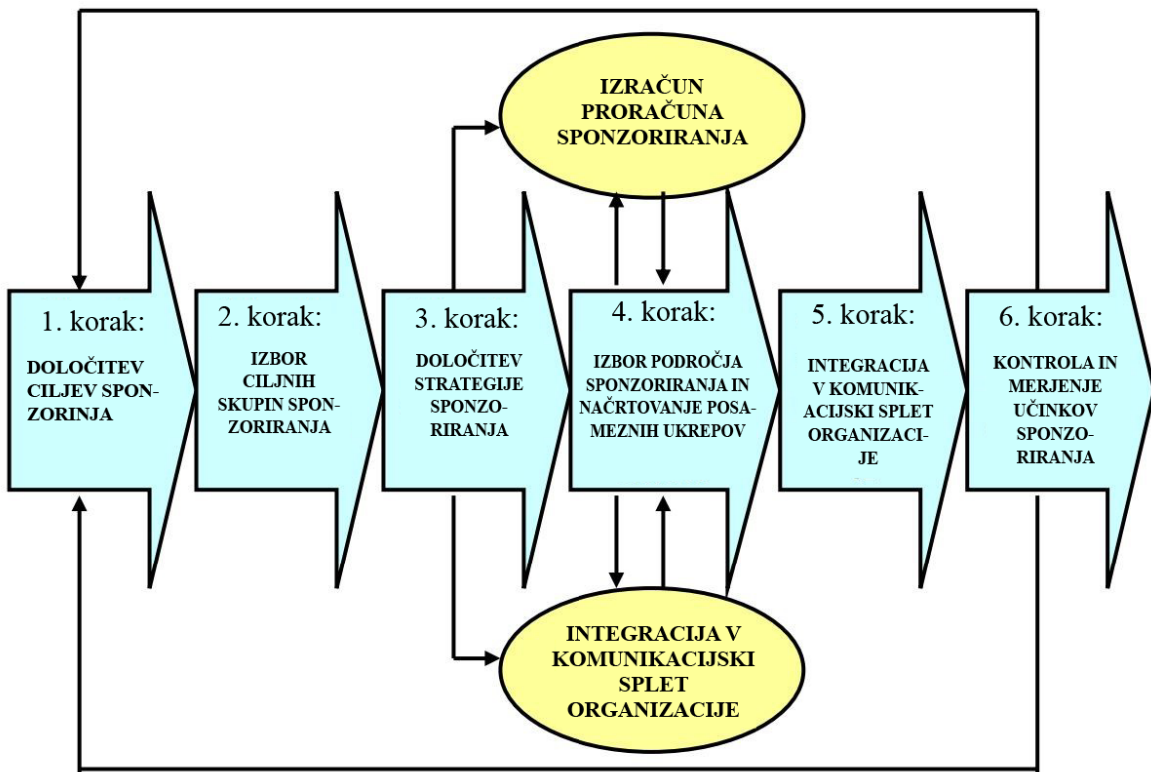 IZRAČUN
PRORAČUNA
SPONZORIRANJA
1. korak:
DOLOČITEV
CILJEV SPON-
ZORINJA
2. korak:
IZBOR
CILJNIH
SKUPIN SPON-
ZORIRANJA
3. korak:
DOLOČITEV
STRATEGIJE
SPONZO-
RIRANJA
4. korak:
IZBOR PODROČJA
SPONZORIRANJA IN
NAČRTOVANJE POSA-
MEZNIH UKREPOV
5. korak:
INTEGRACIJA
V KOMUNIK-
ACIJSKI SPLET
ORGANIZACI-
JE
6. korak:
KONTROLA IN
MERJENJE
UČINKOV
SPONZO-
RIRANJA
INTEGRACIJA V
KOMUNIKACIJSKI
SPLET
ORGANIZACIJE